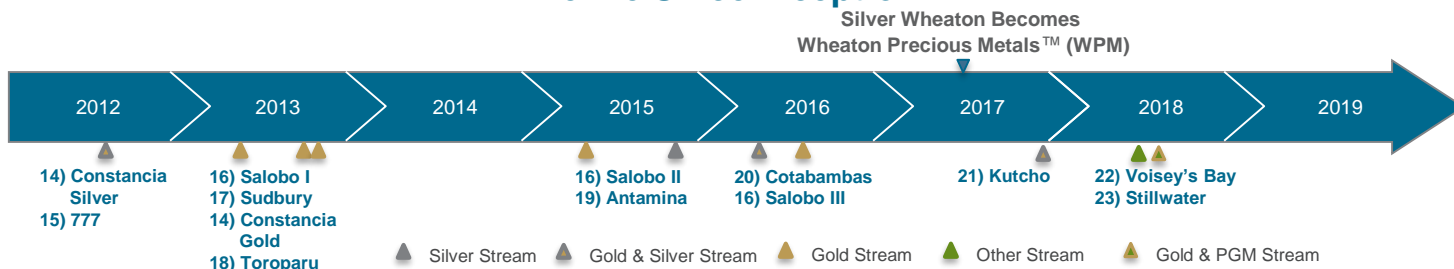 Silver Wheaton Becomes
Wheaton Precious Metals™ (WPM)
2012 2013 2014 2015 2016 2017 2018 2019
14) Constancia
Silver
15) 777
16) Salobo I
17) Sudbury
14) Constancia
Gold
18) Toroparu
16) Salobo II
19) Antamina
20) Cotabambas
16) Salobo III
21) Kutcho
22) Voisey's Bay
23) Stillwater
Silver Stream
Gold & Silver Stream
Gold Stream
Other Stream
Gold & PGM Stream